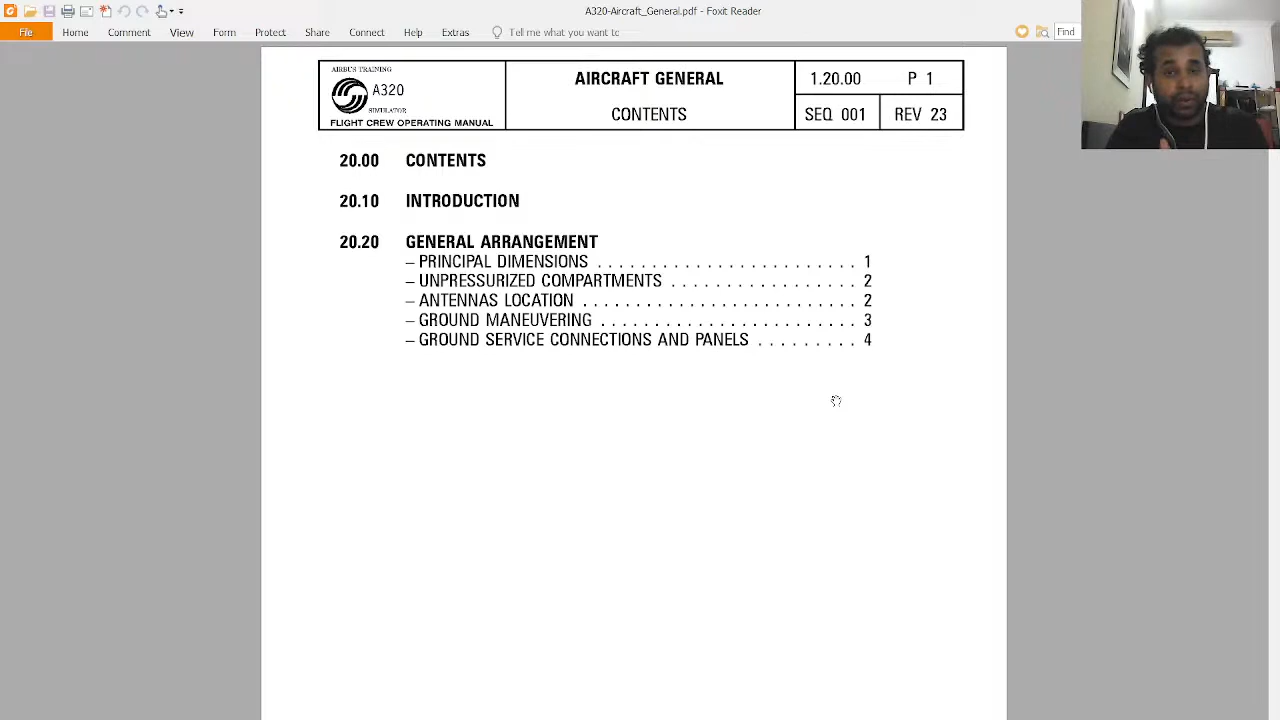 A320-Aircraft_General.pdf - Foxit Reader
File Home Comment View Form Protect Share Connect Help Extras Tell me what you want to Find
AIRBUS TRAINING
A320
SIMULATOR
FLIGHT CREW OPERATING MANUAL
AIRCRAFT GENERAL
CONTENTS
1.20.00 P 1
SEQ 001 REV 23
20.00 CONTENTS
20.10 INTRODUCTION
20.20 GENERAL ARRANGEMENT
– PRINCIPAL DIMENSIONS . . . . . . . . . . . . . . . . . . . . . . . . 1
– UNPRESSURIZED COMPARTMENTS . . . . . . . . . . . . . . . . . 2
– ANTENNAS LOCATION . . . . . . . . . . . . . . . . . . . . . . . . . 2
– GROUND MANEUVERING . . . . . . . . . . . . . . . . . . . . . . . . 3
– GROUND SERVICE CONNECTIONS AND PANELS . . . . . . . . . 4